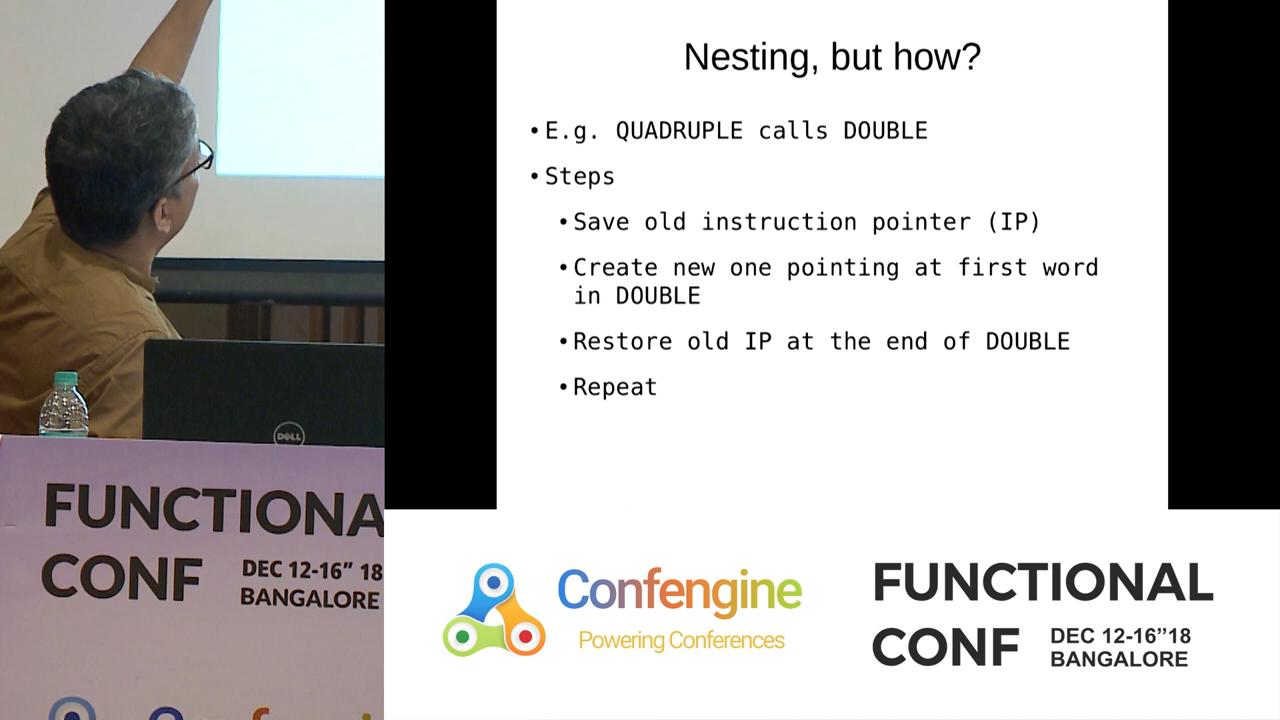 Nesting, but how?
•E.g. QUADRUPLE calls DOUBLE
•Steps
•Save old instruction pointer (IP)
•Create new one pointing at first word
in DOUBLE
•Restore old IP at the end of DOUBLE
•Repeat
DELL
FUNCTIONA
CONF
DEC 12-16” 18
BANGALORE
Confengine
Powering Conferences
FUNCTIONAL
CONF
DEC 12-16”18
BANGALORE